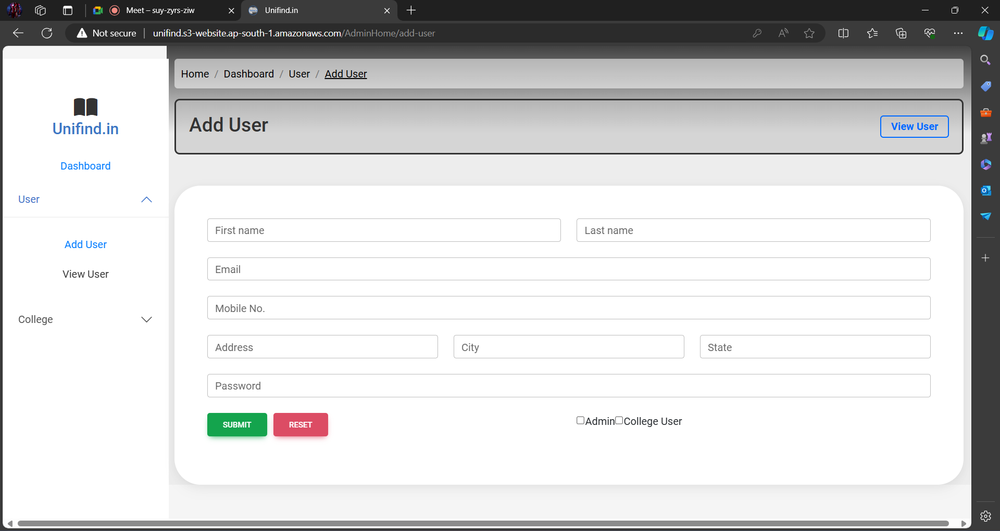 Meet – suy-zyrs-ziw
Unifind.in
Not secure
unifind.s3-website.ap-south-1.amazonaws.com/AdminHome/add-user
Home / Dashboard / User / Add User
Unifind.in
Dashboard
User
Add User
View User
College
Add User
View User
First name
Last name
Email
Mobile No.
Address
City
State
Password
SUBMIT
RESET
Admin
College User